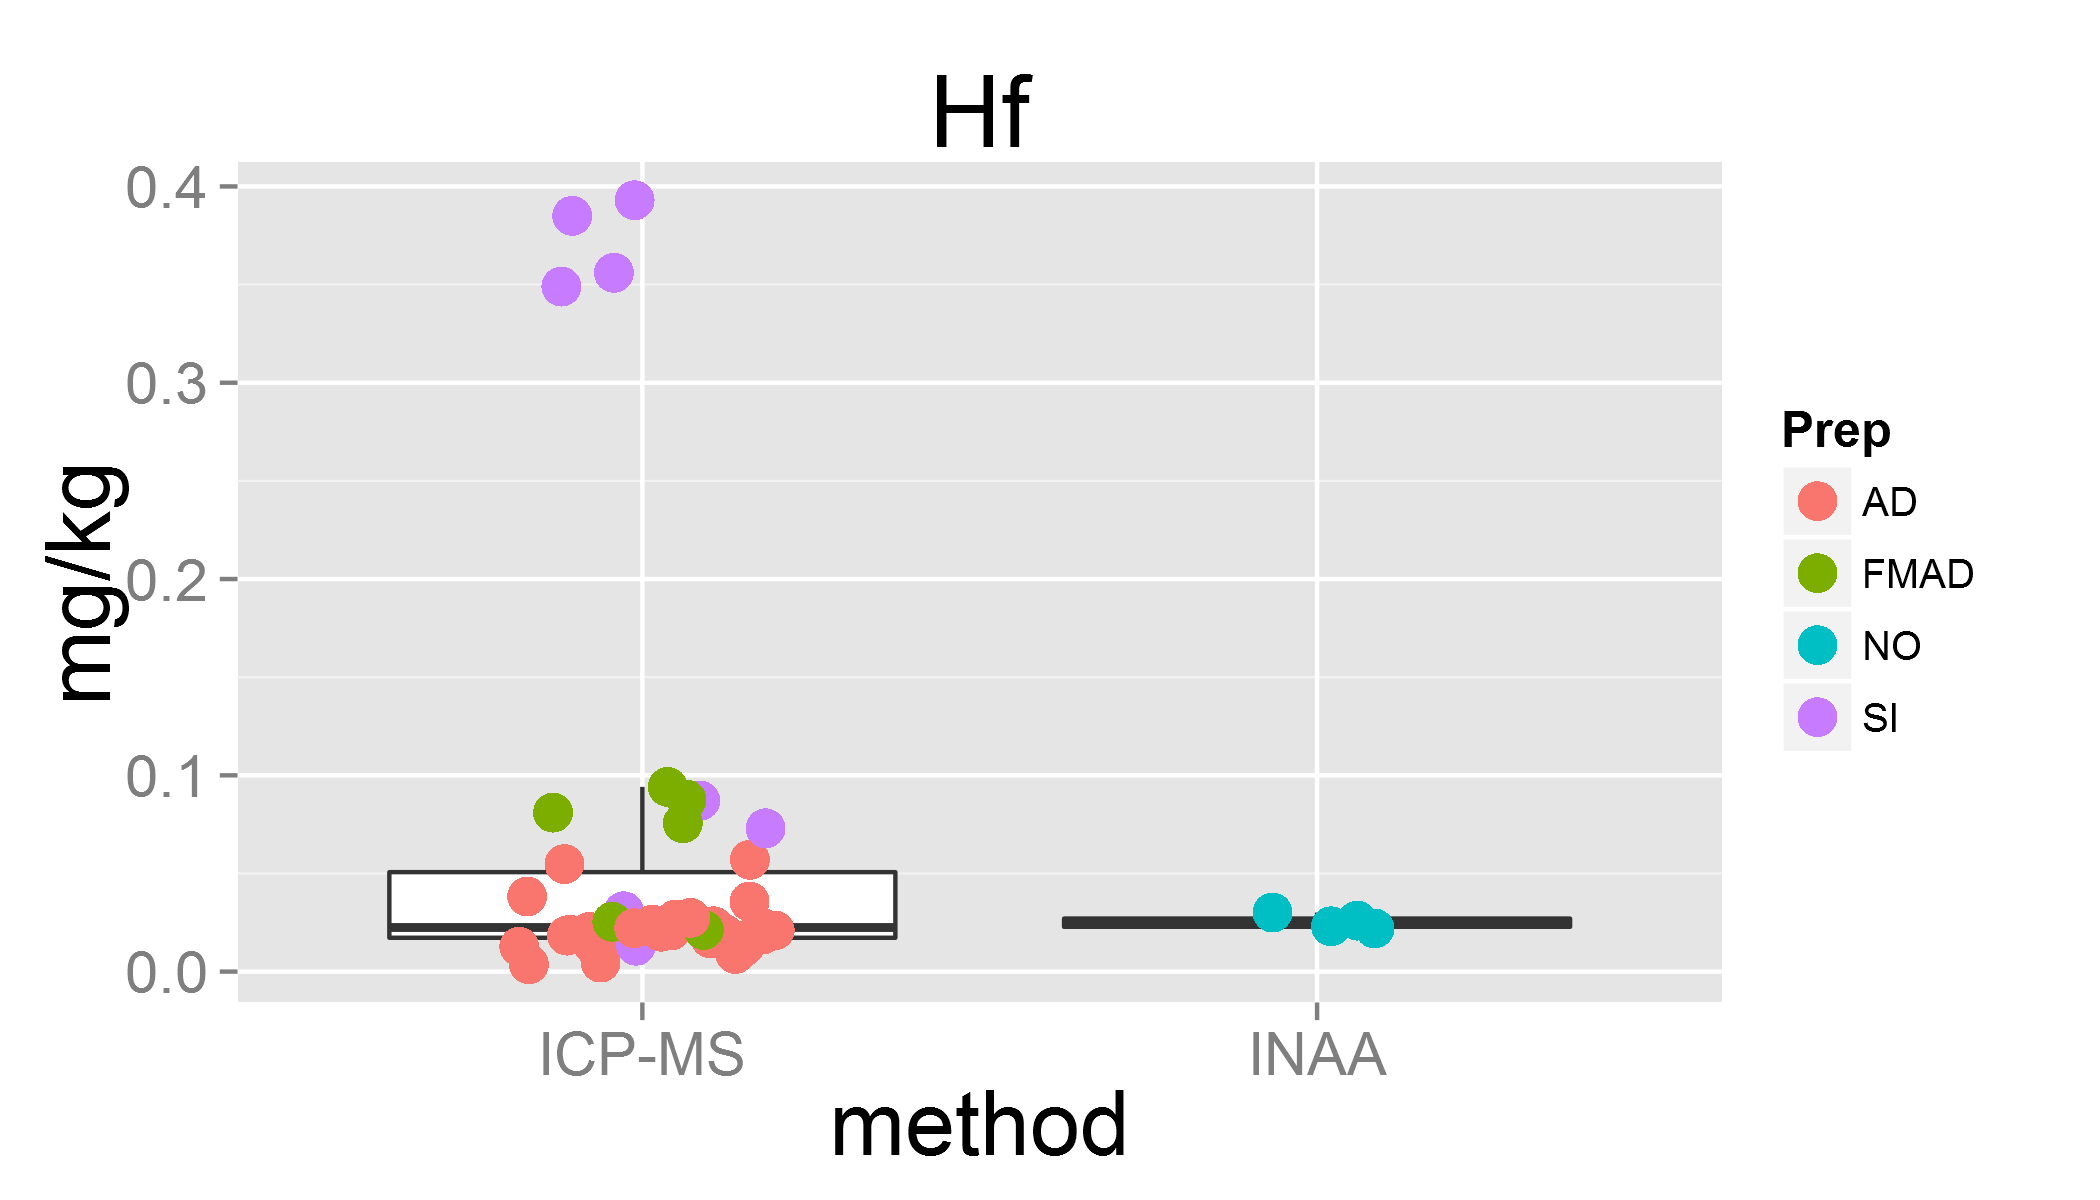 Hf
mg/kg
0.4
0.3
0.2
0.1
0.0
ICP-MS
INAA
method
Prep
AD
FMAD
NO
SI